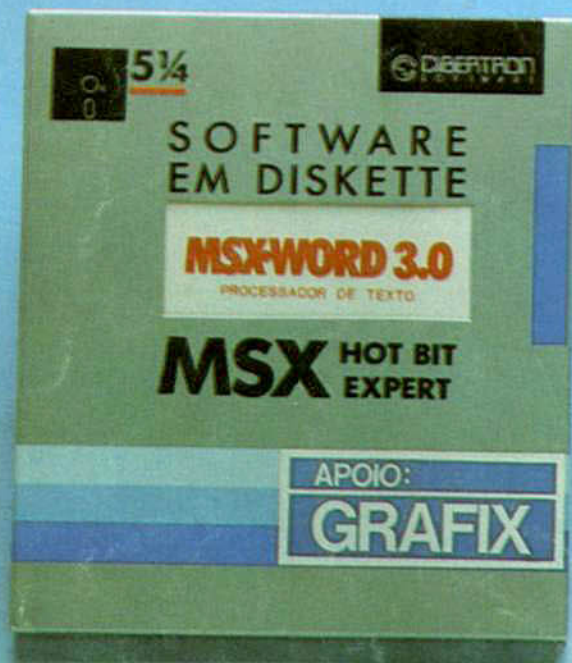 5¼
CIBERTRON
SOFTWARE
SOFTWARE
EM DISKETTE
MSX-WORD 3.0
PROCESSADOR DE TEXTO
MSX HOT BIT
EXPERT
APOIO:
GRAFIX